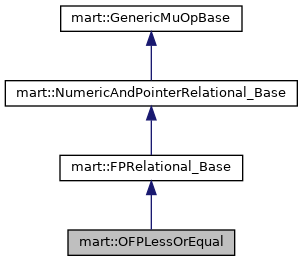 mart::GenericMuOpBase
mart::NumericAndPointerRelational_Base
mart::FPRelational_Base
mart::OFPLessOrEqual